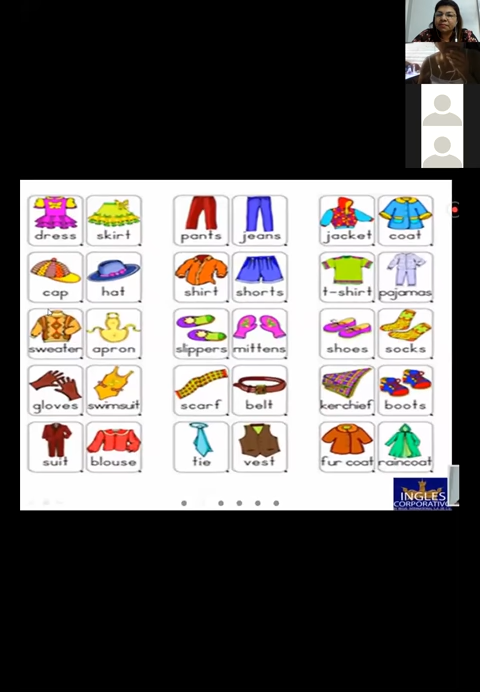 dress skirt pants jeans jacket coat
cap hat shirt shorts t-shirt pajamas
sweater apron slippers mittens shoes socks
gloves swimsuit scarf belt kerchief boots
suit blouse tie vest fur coat raincoat
INGLES
CORPORATIVO